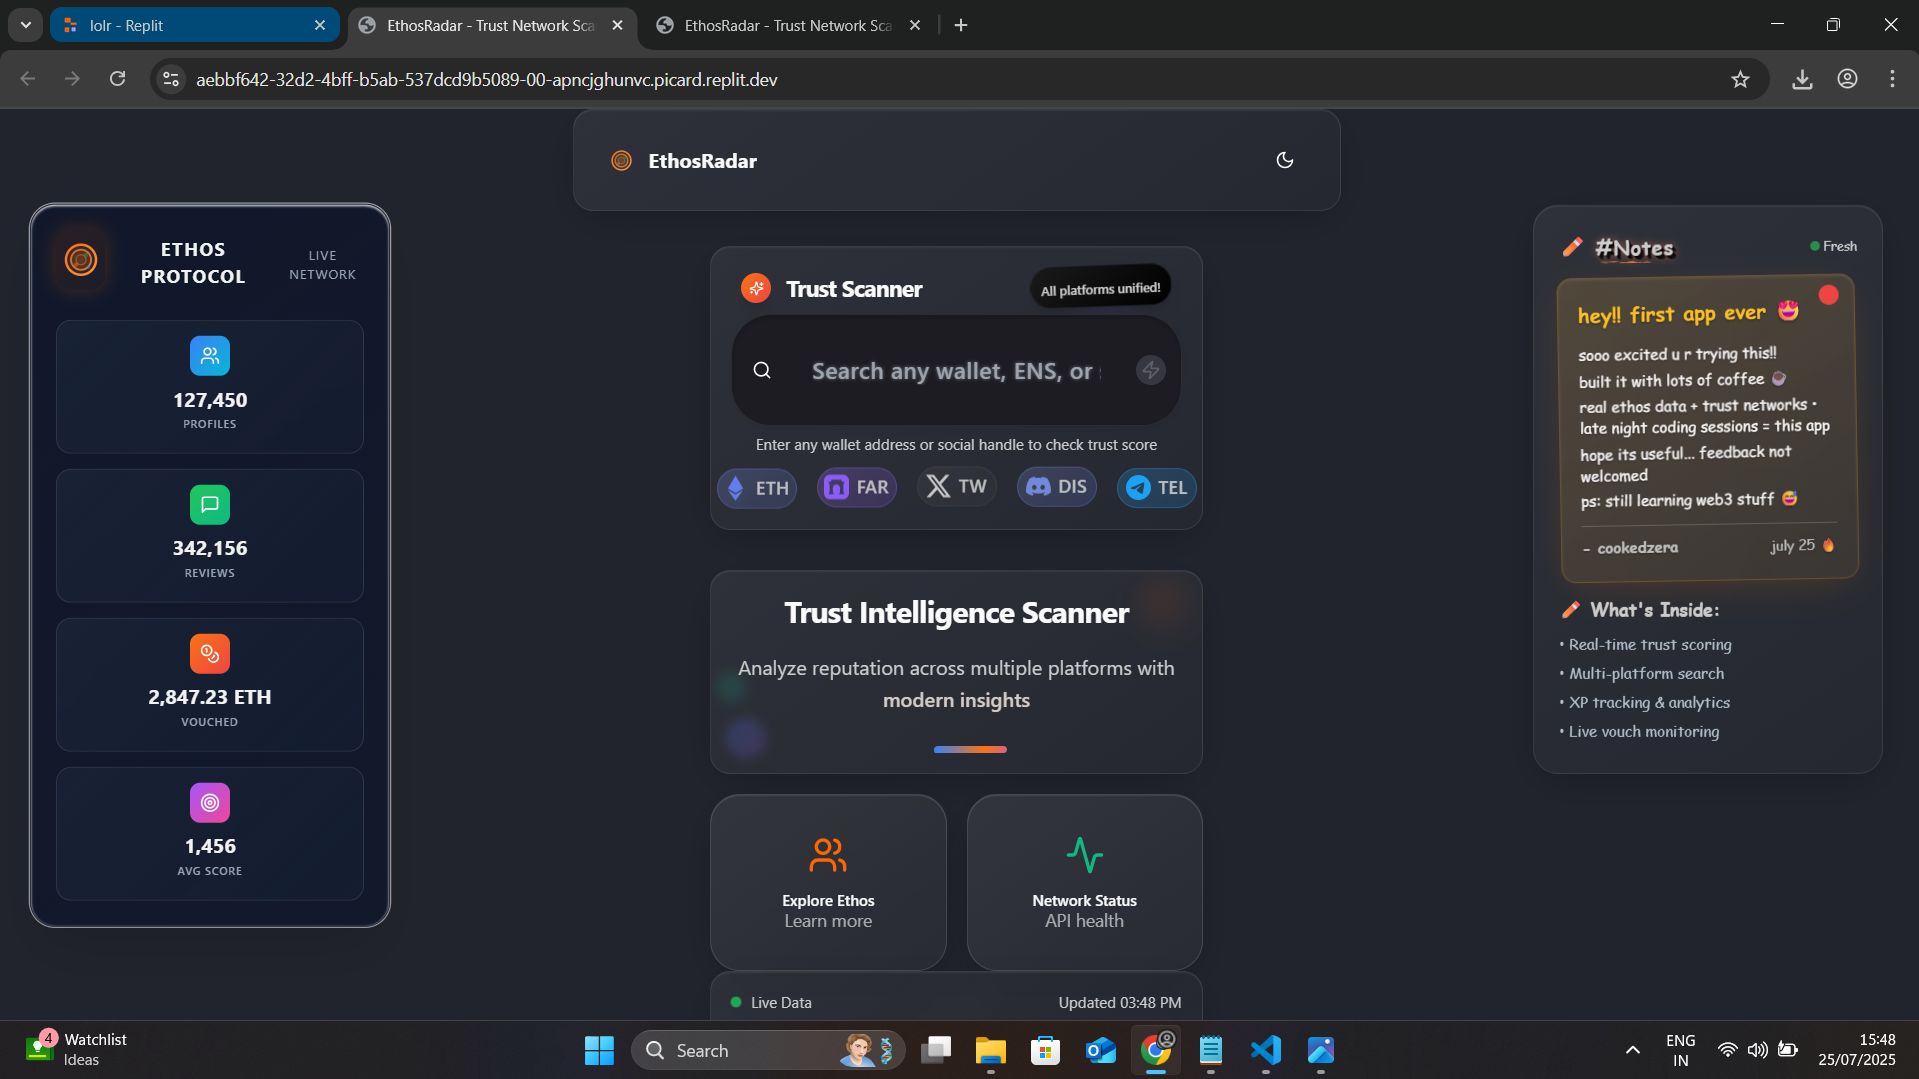 lolr - Replit
EthosRadar - Trust Network Sca
EthosRadar - Trust Network Sca
aebbf642-32d2-4bff-b5ab-537dcd9b5089-00-apncjghunvc.picard.replit.dev
EthosRadar
ETHOS
PROTOCOL
LIVE
NETWORK
127,450
PROFILES
342,156
REVIEWS
2,847.23 ETH
VOUCHED
1,456
AVG SCORE
Trust Scanner
All platforms unified!
Search any wallet, ENS, or
Enter any wallet address or social handle to check trust score
ETH
FAR
TW
DIS
TEL
Trust Intelligence Scanner
Analyze reputation across multiple platforms with
modern insights
Explore Ethos
Learn more
Network Status
API health
Live Data
Updated 03:48 PM
#Notes
Fresh
hey!! first app ever 🤩
sooo excited u r trying this!!
built it with lots of coffee ☕
real ethos data + trust networks •
late night coding sessions = this app
hope its useful... feedback not
welcomed
ps: still learning web3 stuff 😅
- cookedzera
july 25 🔥
What's Inside:
• Real-time trust scoring
• Multi-platform search
• XP tracking & analytics
• Live vouch monitoring
4
Watchlist
Ideas
Search
ENG
IN
15:48
25/07/2025